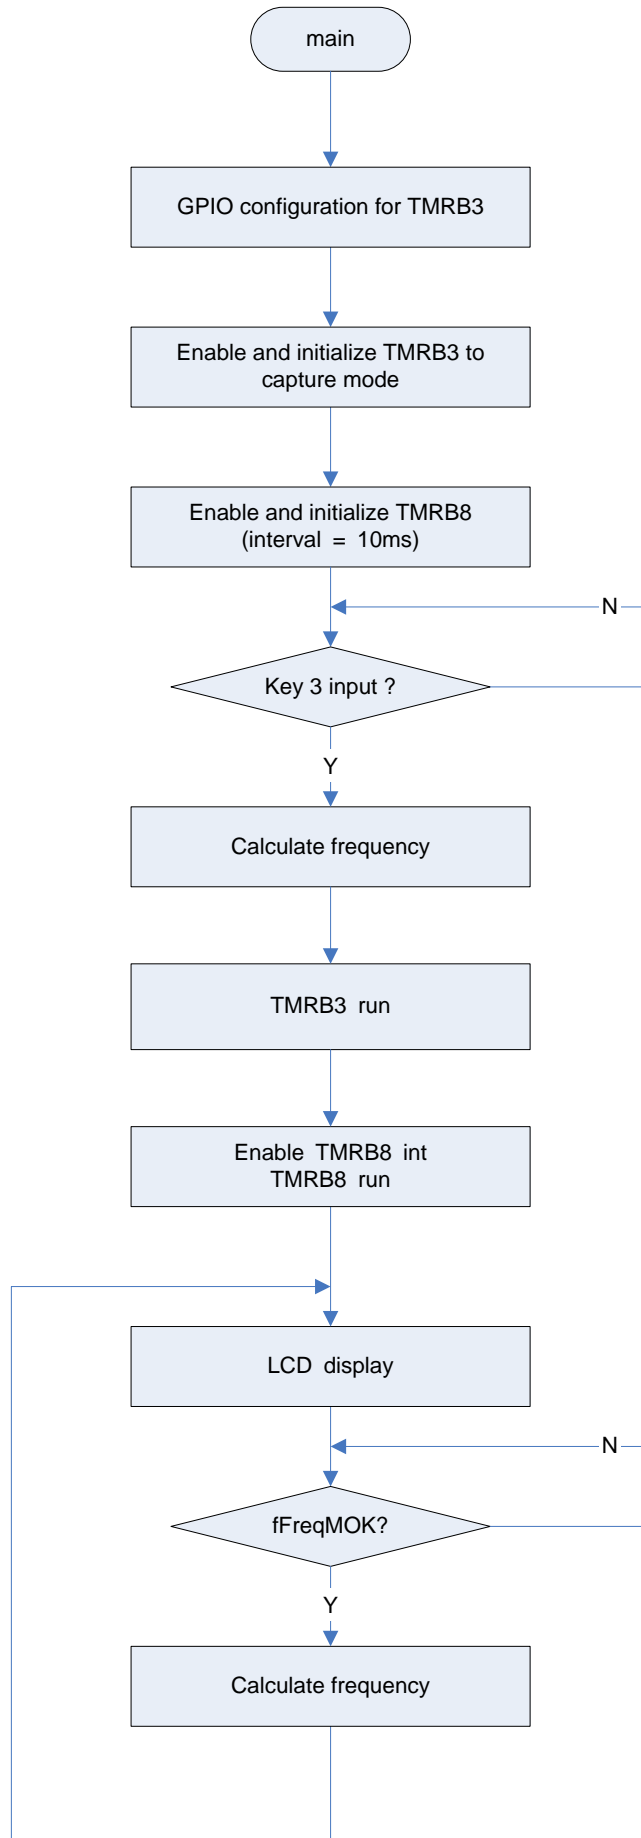 main
GPIO configuration for TMRB3
Enable and initialize TMRB3 to
capture mode
Enable and initialize TMRB8
(interval = 10ms)
N
Key 3 input ?
Y
Calculate frequency
TMRB3 run
Enable TMRB8 int
TMRB8 run
LCD display
N
fFreqMOK?
Y
Calculate frequency